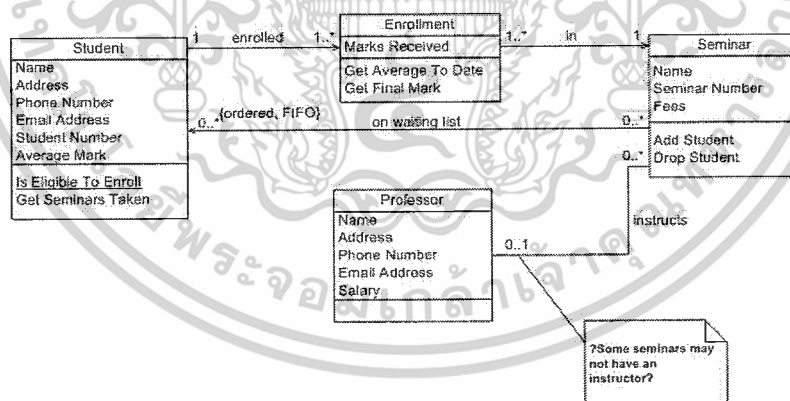 Student
Name
Address
Phone Number
Email Address
Student Number
Average Mark
Is Eligible To Enroll
Get Seminars Taken
1
enrolled
1..*
Enrollment
Marks Received
Get Average To Date
Get Final Mark
1..*
in
1
Seminar
Name
Seminar Number
Fees
Add Student
Drop Student
0..*
{ordered, FIFO}
on waiting list
0..*
0..*
instructs
0..1
Professor
Name
Address
Phone Number
Email Address
Salary
?Some seminars may
not have an
instructor?